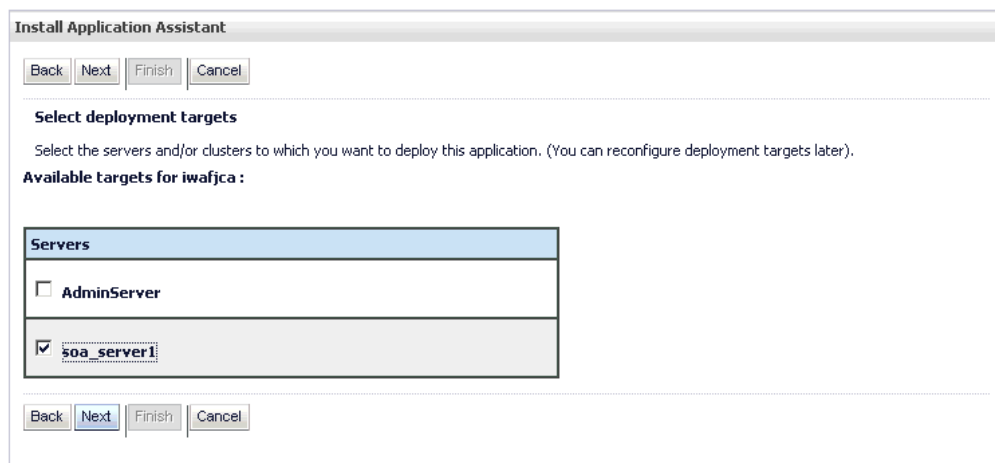 Install Application Assistant
Back Next Finish Cancel
Select deployment targets
Select the servers and/or clusters to which you want to deploy this application. (You can reconfigure deployment targets later).
Available targets for iwafjca :
Servers
AdminServer
soa_server1
Back Next Finish Cancel